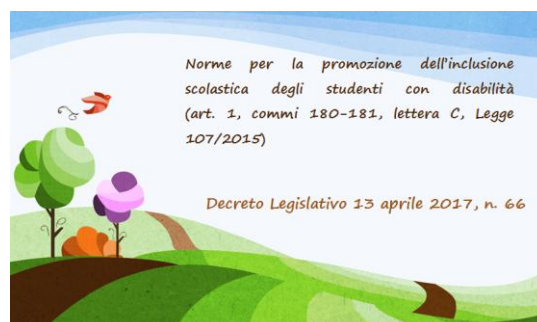 Norme per la promozione dell'inclusione
scolastica degli studenti con disabilità
(art. 1, commi 180-181, lettera C, Legge
107/2015)
Decreto Legislativo 13 aprile 2017, n. 66